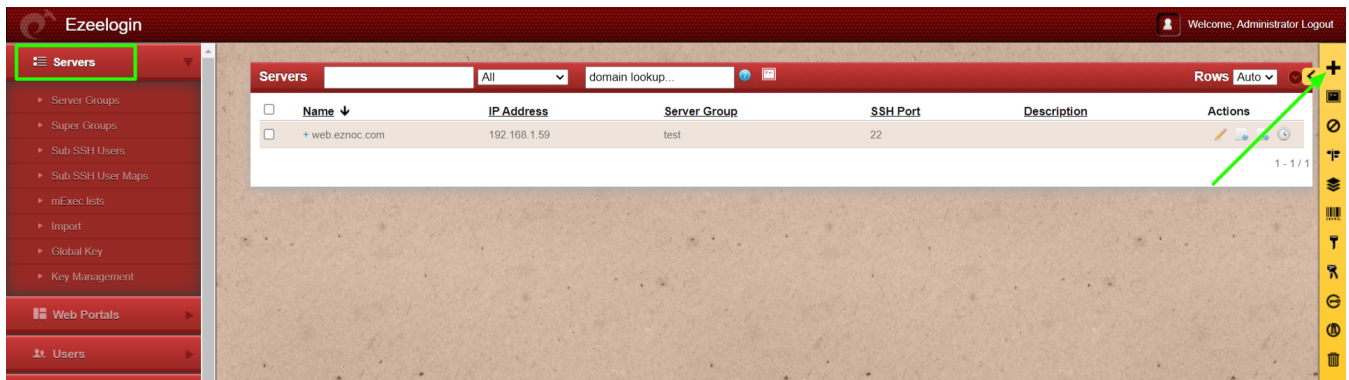 Ezeelogin
Welcome, Administrator Logout
Servers
Server Groups
Super Groups
Sub SSH Users
Sub SSH User Maps
mExec lists
Import
Global Key
Key Management
Web Portals
Users
Servers All domain lookup... Rows Auto
Name IP Address Server Group SSH Port Description Actions
+ web.eznoc.com 192.168.1.59 test 22
1 - 1 / 1